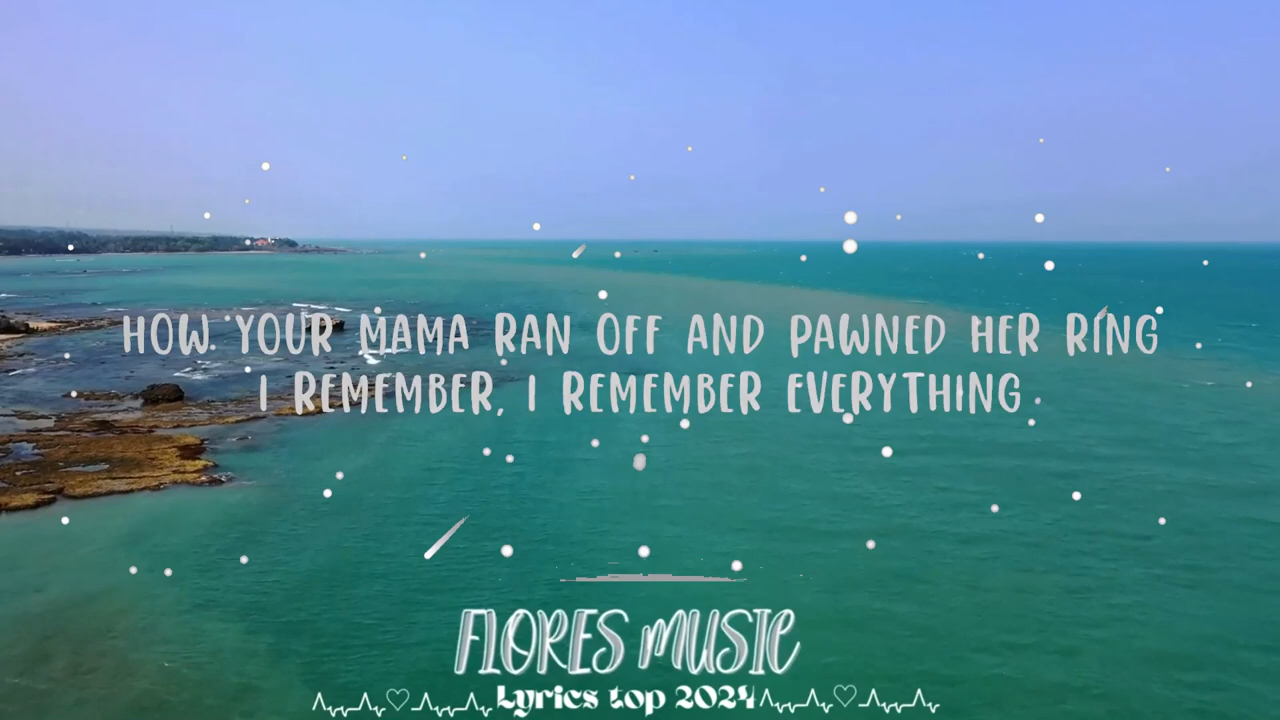 HOW YOUR MAMA RAN OFF AND PAWNED HER RING
I REMEMBER, I REMEMBER EVERYTHING
FLORES MUSIC
Lyrics top 2024